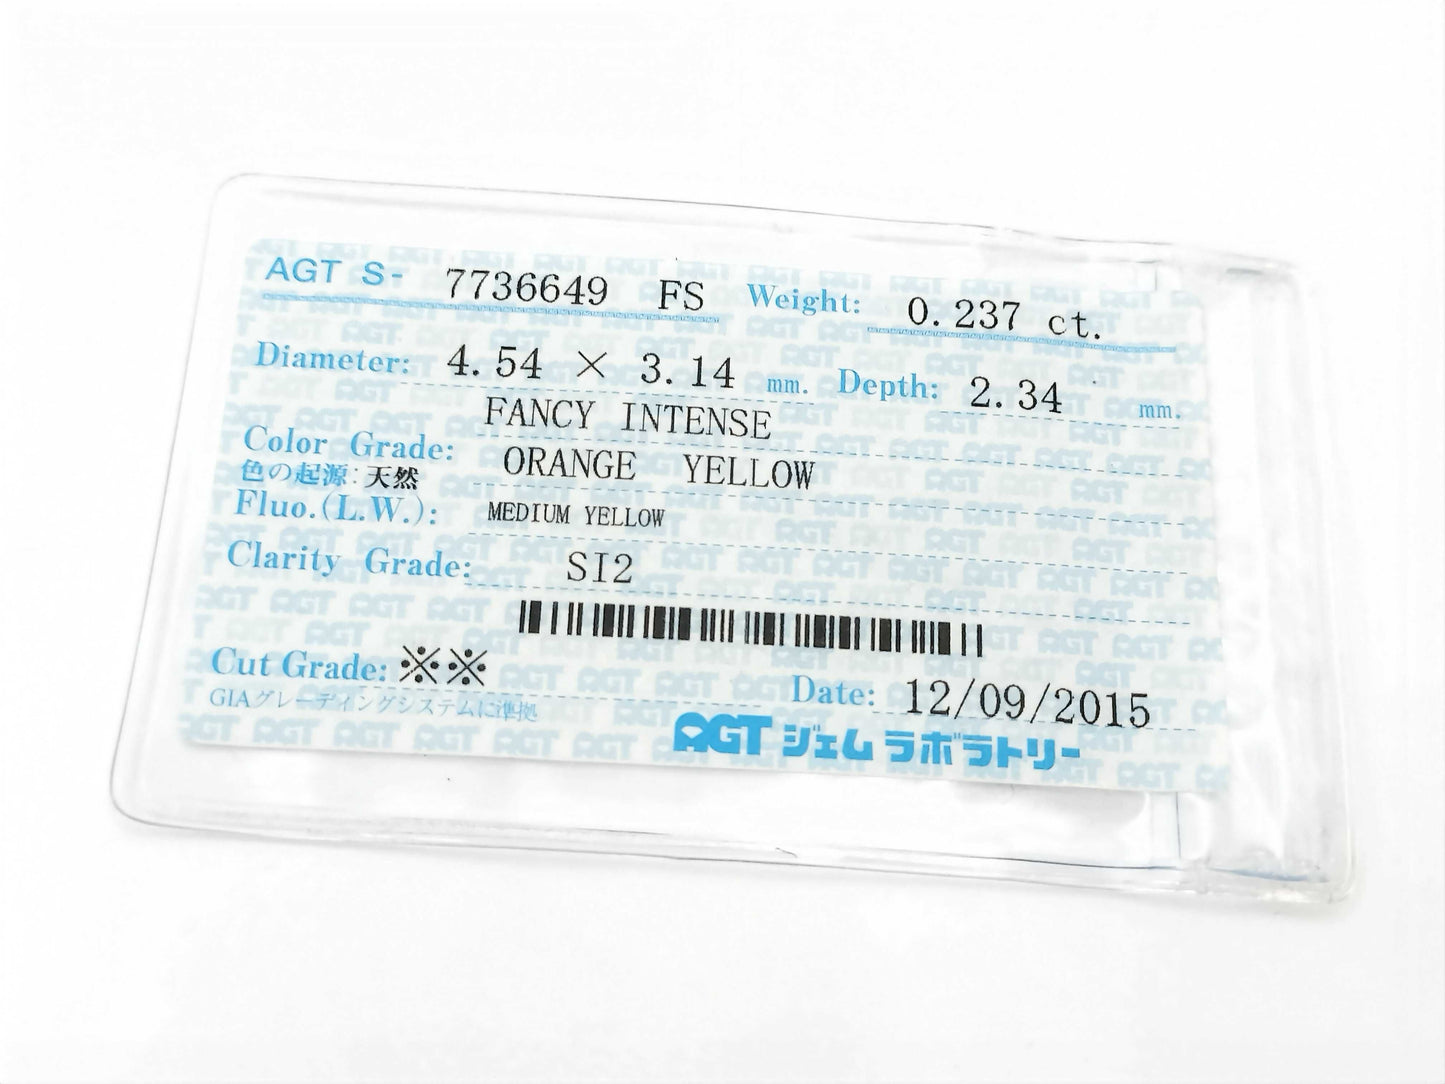 AGT S- 7736649 FS Weight: 0.237 ct.
Diameter: 4.54 × 3.14 mm. Depth: 2.34 mm.
FANCY INTENSE
Color Grade: ORANGE YELLOW
色の起源: 天然
Fluo.(L.W.): MEDIUM YELLOW
Clarity Grade: SI2
Cut Grade: ※※
GIAグレーディングシステムに準拠
Date: 12/09/2015
AGT ジェム ラボラトリー